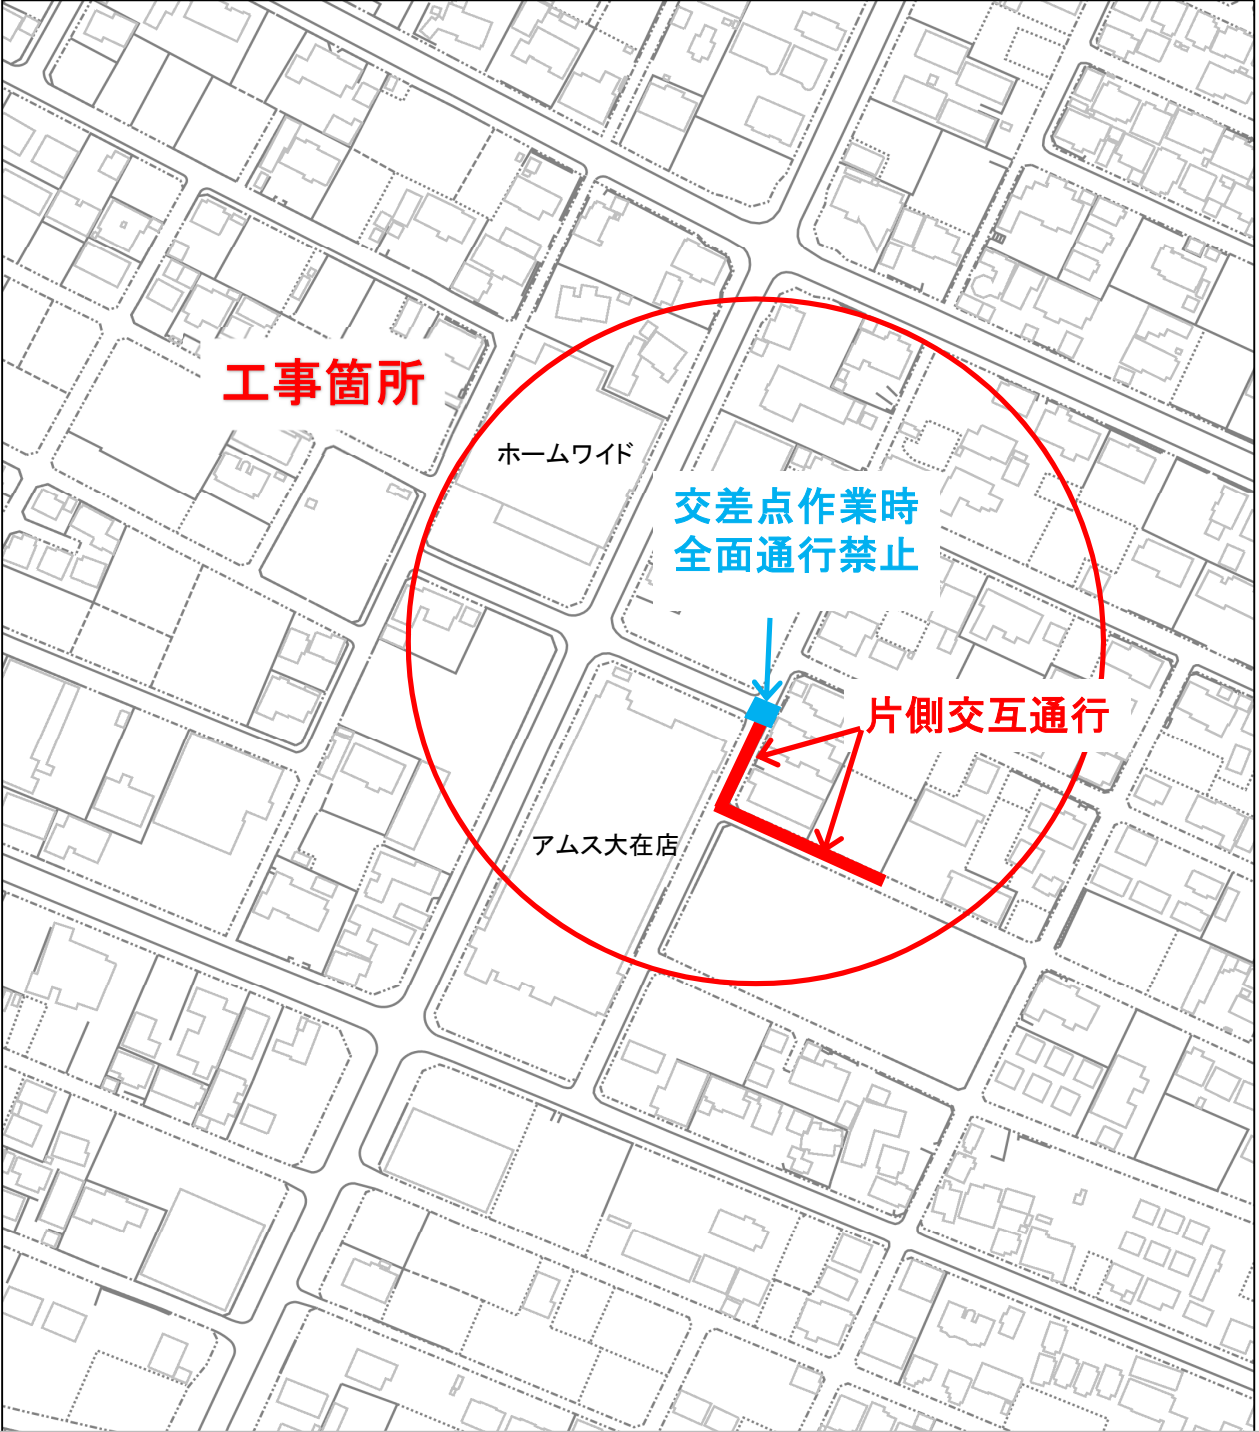 工事箇所
ホームワイド
交差点作業時
全面通行禁止
片側交互通行
アムス大在店